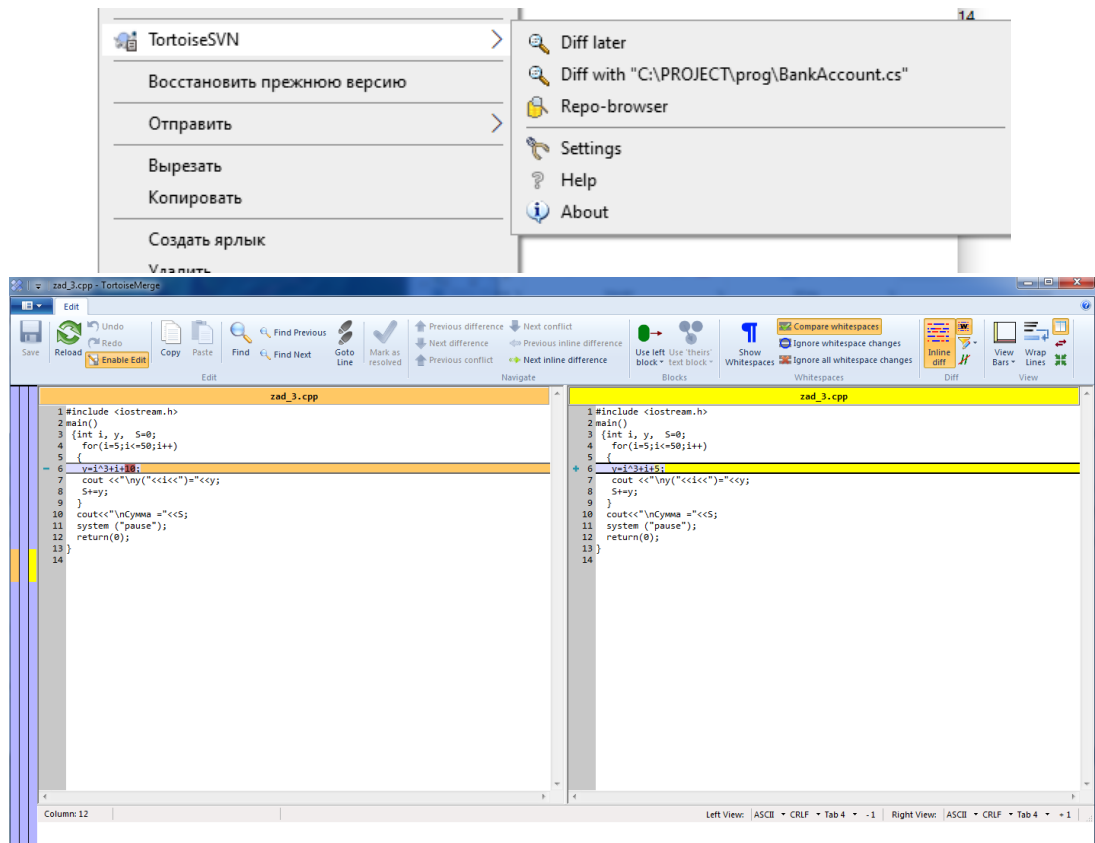 14
TortoiseSVN
Восстановить прежнюю версию
Отправить
Вырезать
Копировать
Создать ярлык
Удалить
Diff later
Diff with "C:\PROJECT\prog\BankAccount.cs"
Repo-browser
Settings
Help
About
zad_3.cpp - TortoiseMerge
Edit
Save
Reload
Undo
Redo
Enable Edit
Copy
Paste
Find
Find Previous
Find Next
Goto
Line
Mark as
resolved
Edit
Previous difference
Next difference
Previous conflict
Next conflict
Previous inline difference
Next inline difference
Navigate
Use left
block
Use 'theirs'
text block
Blocks
Show
Whitespaces
Compare whitespaces
Ignore whitespace changes
Ignore all whitespace changes
Whitespaces
Inline
diff
Diff
View
Bars
Wrap
Lines
View
zad_3.cpp
1 #include <iostream.h>
2 main()
3 {int i, y, S=0;
4 for(i=5;i<=50;i++)
5 {
- 6 y=i^3+i+10;
7 cout <<"\ny("<<i<<")="<<y;
8 S+=y;
9 }
10 cout<<"\nСумма ="<<S;
11 system ("pause");
12 return(0);
13 }
14
zad_3.cpp
1 #include <iostream.h>
2 main()
3 {int i, y, S=0;
4 for(i=5;i<=50;i++)
5 {
+ 6 y=i^3+i+5;
7 cout <<"\ny("<<i<<")="<<y;
8 S+=y;
9 }
10 cout<<"\nСумма ="<<S;
11 system ("pause");
12 return(0);
13 }
14
Column: 12
Left View: ASCII CRLF Tab 4 - 1
Right View: ASCII CRLF Tab 4 + 1